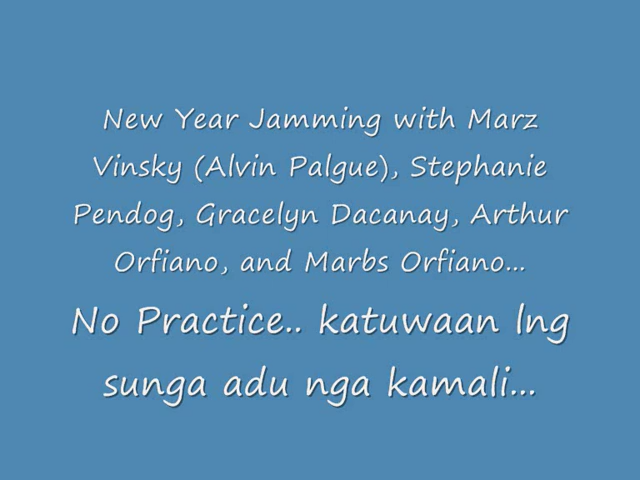 New Year Jamming with Marz
Vinsky (Alvin Palgue), Stephanie
Pendog, Gracelyn Dacanay, Arthur
Orfiano, and Marbs Orfiano...
No Practice.. katuwaan lng
sunga adu nga kamali...